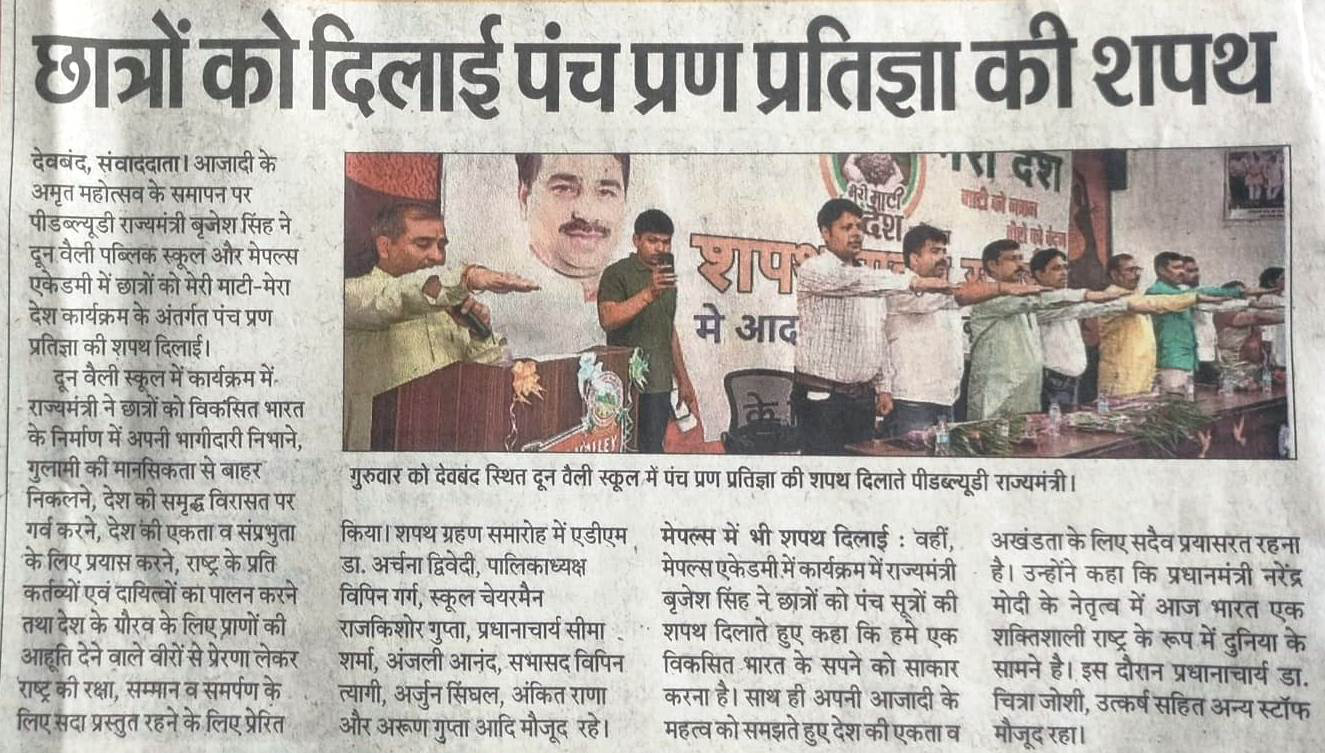 छात्रों को दिलाई पंच प्रण प्रतिज्ञा की शपथ
देवबंद, संवाददाता। आजादी के
अमृत महोत्सव के समापन पर
पीडब्ल्यूडी राज्यमंत्री बृजेश सिंह ने
दून वैली पब्लिक स्कूल और मेपल्स
एकेडमी में छात्रों को मेरी माटी-मेरा
देश कार्यक्रम के अंतर्गत पंच प्रण
प्रतिज्ञा की शपथ दिलाई।
दून वैली स्कूल में कार्यक्रम में
राज्यमंत्री ने छात्रों को विकसित भारत
के निर्माण में अपनी भागीदारी निभाने,
गुलामी की मानसिकता से बाहर
निकलने, देश की समृद्ध विरासत पर
गर्व करने, देश की एकता व संप्रभुता
के लिए प्रयास करने, राष्ट्र के प्रति
कर्तव्यों एवं दायित्वों का पालन करने
तथा देश के गौरव के लिए प्राणों की
आहूति देने वाले वीरों से प्रेरणा लेकर
राष्ट्र की रक्षा, सम्मान व समर्पण के
लिए सदा प्रस्तुत रहने के लिए प्रेरित
मेरी माटी
देश
मेरा देश
माटी को नमन
वीरों को वंदन
शपथ
मे आद
के
गुरुवार को देवबंद स्थित दून वैली स्कूल में पंच प्रण प्रतिज्ञा की शपथ दिलाते पीडब्ल्यूडी राज्यमंत्री।
किया। शपथ ग्रहण समारोह में एडीएम
डा. अर्चना द्विवेदी, पालिकाध्यक्ष
विपिन गर्ग, स्कूल चेयरमैन
राजकिशोर गुप्ता, प्रधानाचार्य सीमा
शर्मा, अंजली आनंद, सभासद विपिन
त्यागी, अर्जुन सिंघल, अंकित राणा
और अरूण गुप्ता आदि मौजूद रहे।
मेपल्स में भी शपथ दिलाई : वहीं,
मेपल्स एकेडमी में कार्यक्रम में राज्यमंत्री
बृजेश सिंह ने छात्रों को पंच सूत्रों की
शपथ दिलाते हुए कहा कि हमें एक
विकसित भारत के सपने को साकार
करना है। साथ ही अपनी आजादी के
महत्व को समझते हुए देश की एकता व
अखंडता के लिए सदैव प्रयासरत रहना
है। उन्होंने कहा कि प्रधानमंत्री नरेंद्र
मोदी के नेतृत्व में आज भारत एक
शक्तिशाली राष्ट्र के रूप में दुनिया के
सामने है। इस दौरान प्रधानाचार्य डा.
चित्रा जोशी, उत्कर्ष सहित अन्य स्टॉफ
मौजूद रहा।